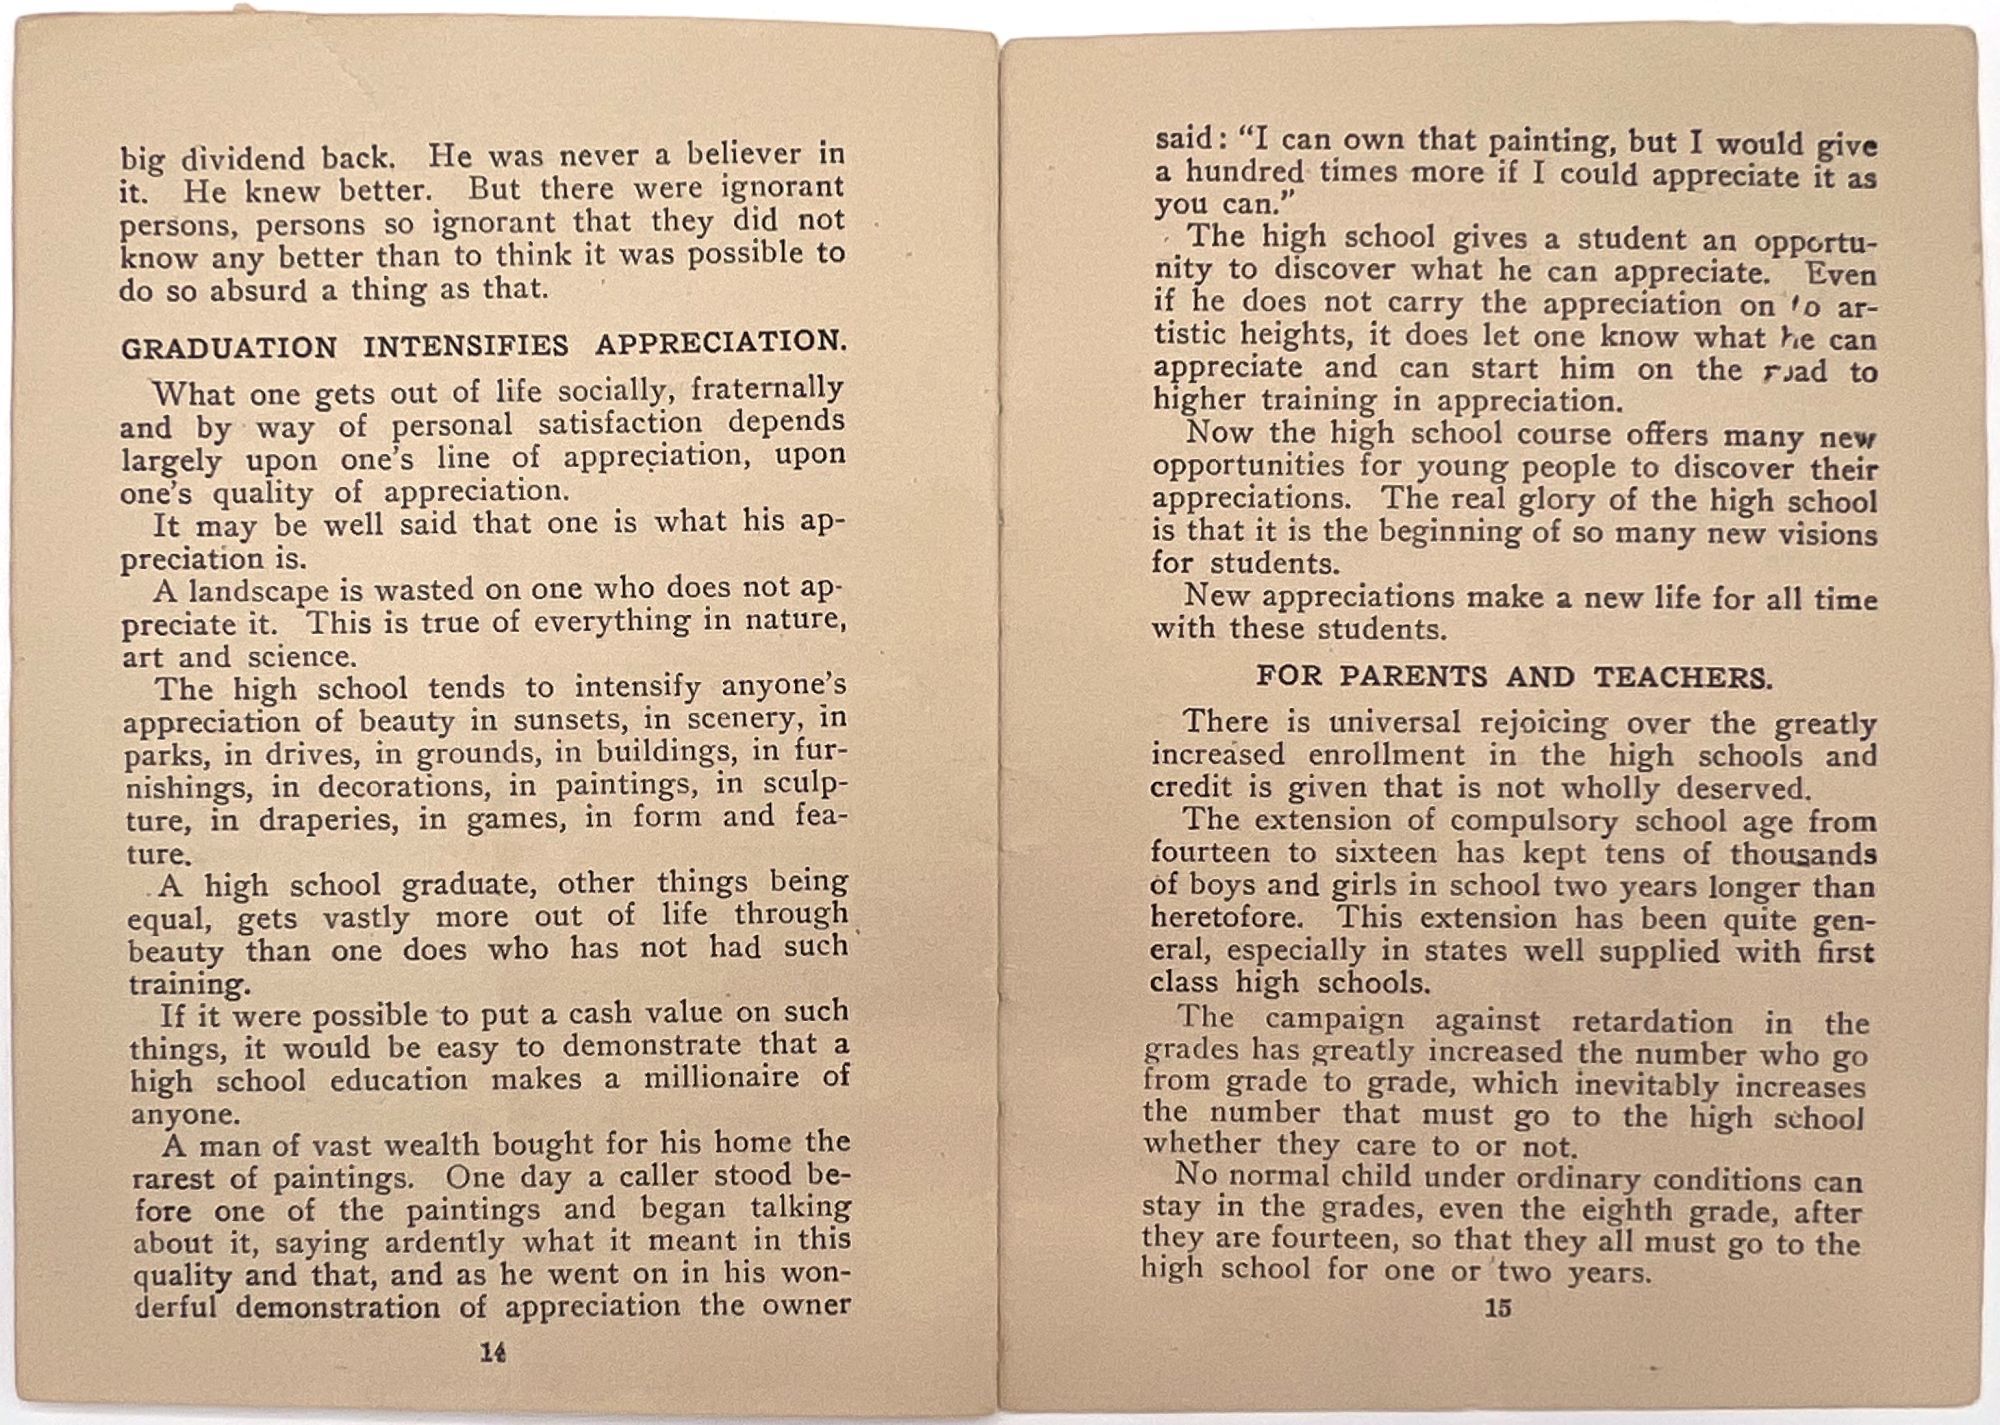 big dividend back. He was never a believer in
it. He knew better. But there were ignorant
persons, persons so ignorant that they did not
know any better than to think it was possible to
do so absurd a thing as that.
GRADUATION INTENSIFIES APPRECIATION.
What one gets out of life socially, fraternally
and by way of personal satisfaction depends
largely upon one's line of appreciation, upon
one's quality of appreciation.
It may be well said that one is what his ap-
preciation is.
A landscape is wasted on one who does not ap-
preciate it. This is true of everything in nature,
art and science.
The high school tends to intensify anyone's
appreciation of beauty in sunsets, in scenery, in
parks, in drives, in grounds, in buildings, in fur-
nishings, in decorations, in paintings, in sculp-
ture, in draperies, in games, in form and fea-
ture.
A high school graduate, other things being
equal, gets vastly more out of life through
beauty than one does who has not had such
training.
If it were possible to put a cash value on such
things, it would be easy to demonstrate that a
high school education makes a millionaire of
anyone.
A man of vast wealth bought for his home the
rarest of paintings. One day a caller stood be-
fore one of the paintings and began talking
about it, saying ardently what it meant in this
quality and that, and as he went on in his won-
derful demonstration of appreciation the owner
14
said: "I can own that painting, but I would give
a hundred times more if I could appreciate it as
you can."
The high school gives a student an opportu-
nity to discover what he can appreciate. Even
if he does not carry the appreciation on to ar-
tistic heights, it does let one know what he can
appreciate and can start him on the road to
higher training in appreciation.
Now the high school course offers many new
opportunities for young people to discover their
appreciations. The real glory of the high school
is that it is the beginning of so many new visions
for students.
New appreciations make a new life for all time
with these students.
FOR PARENTS AND TEACHERS.
There is universal rejoicing over the greatly
increased enrollment in the high schools and
credit is given that is not wholly deserved.
The extension of compulsory school age from
fourteen to sixteen has kept tens of thousands
of boys and girls in school two years longer than
heretofore. This extension has been quite gen-
eral, especially in states well supplied with first
class high schools.
The campaign against retardation in the
grades has greatly increased the number who go
from grade to grade, which inevitably increases
the number that must go to the high school
whether they care to or not.
No normal child under ordinary conditions can
stay in the grades, even the eighth grade, after
they are fourteen, so that they all must go to the
high school for one or two years.
15